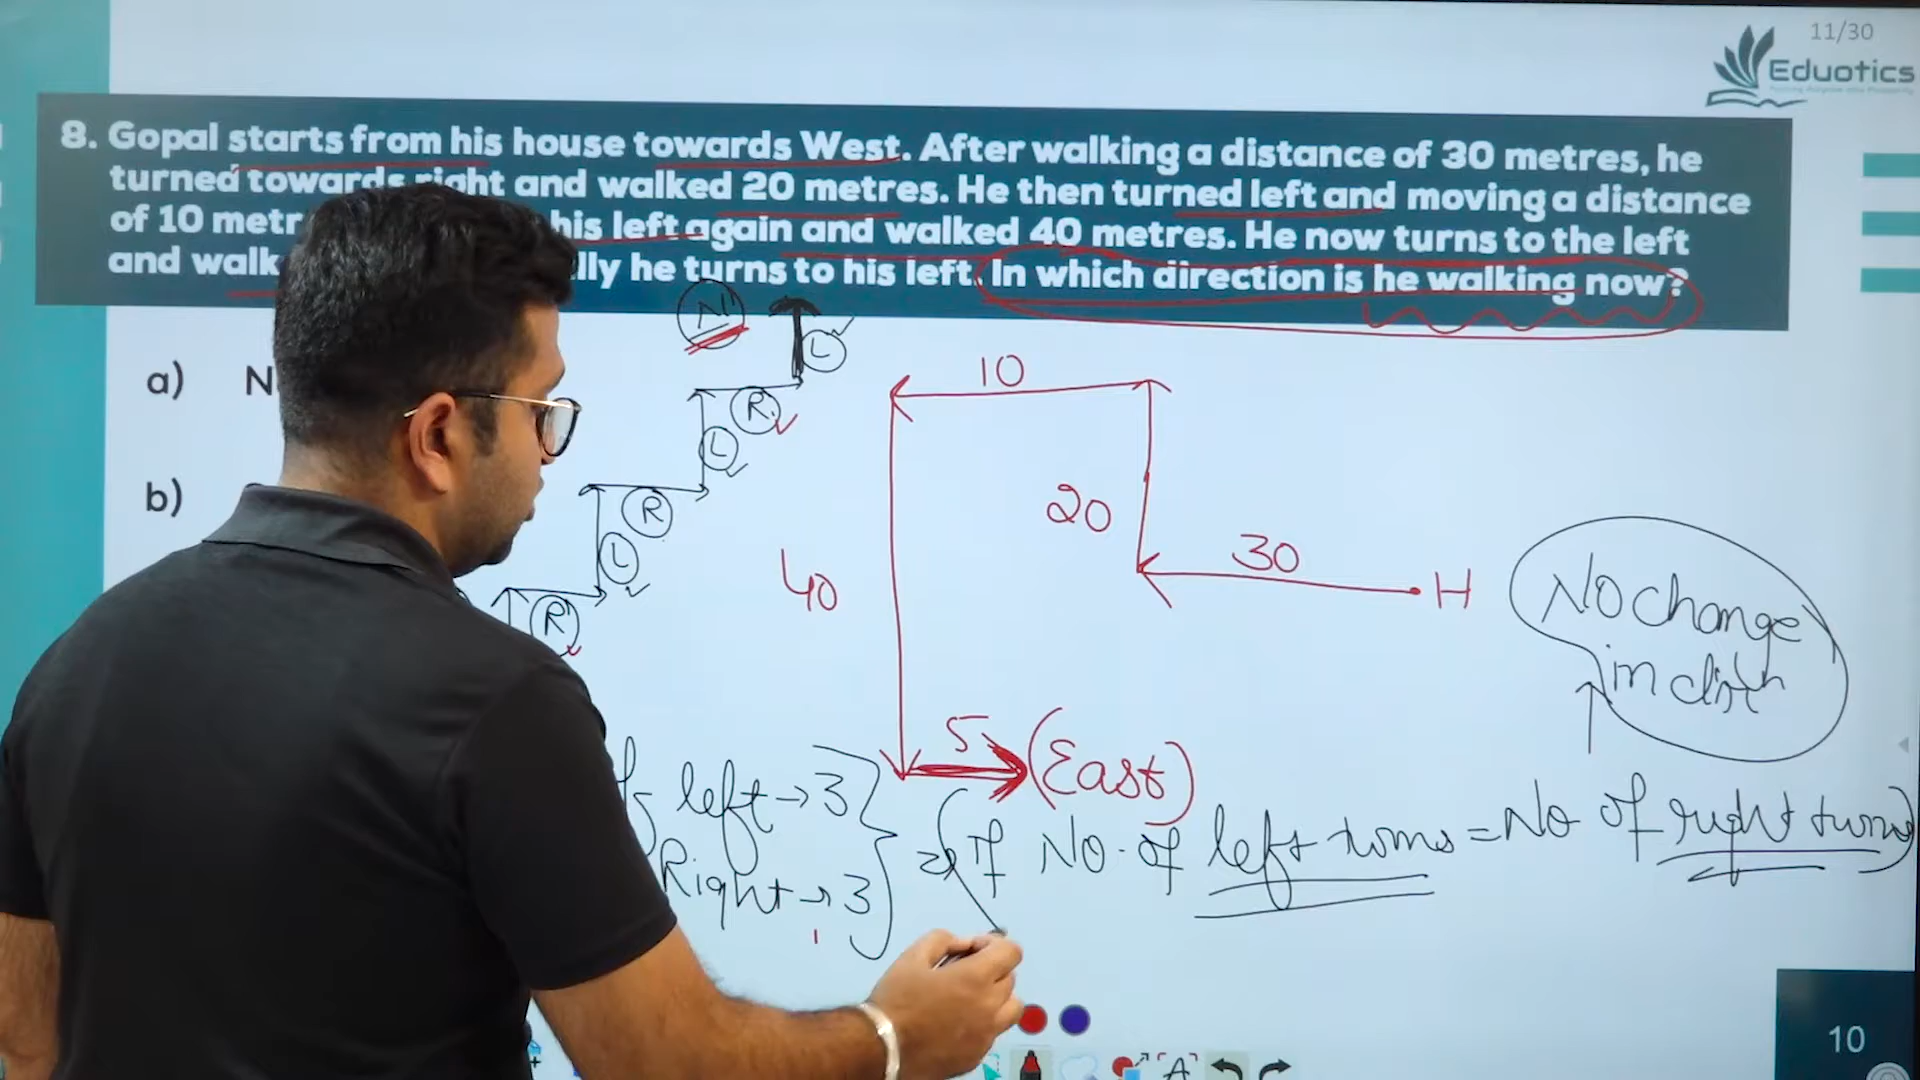 11/30
Eduotics
8. Gopal starts from his house towards West. After walking a distance of 30 metres, he
turned towards right and walked 20 metres. He then turned left and moving a distance
of 10 metr his left again and walked 40 metres. He now turns to the left
and walk lly he turns to his left. In which direction is he walking now?
N
L
a) N
10
R
L
b)
R
20
30
H
L
40
R
No change
in dirn
5
(East)
left → 3
(If No. of left turns = No of right turns)
Right → 3
A
10